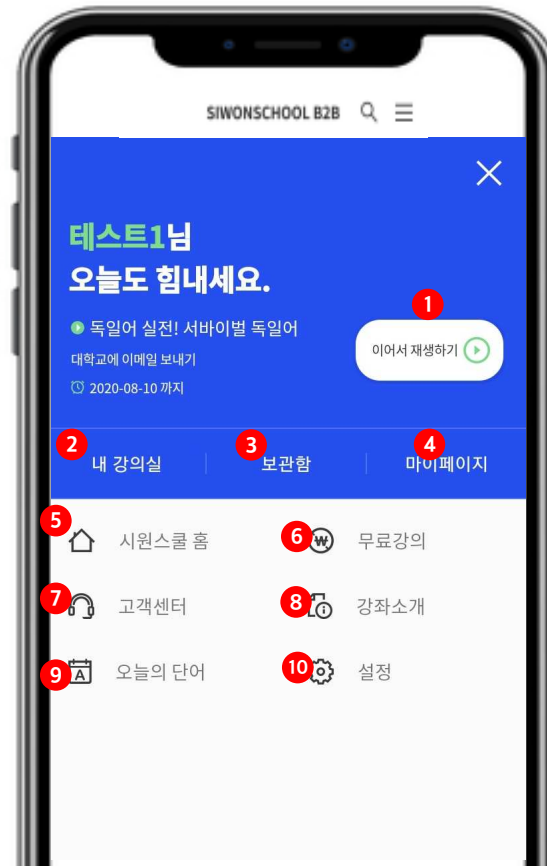 SIWONSCHOOL B2B
테스트1님
오늘도 힘내세요.
1
독일어 실전! 서바이벌 독일어
이어서 재생하기
대학교에 이메일 보내기
2020-08-10 까지
2 내 강의실
3 보관함
4 마이페이지
5 시원스쿨 홈
6 무료강의
7 고객센터
8 강좌소개
9 A 오늘의 단어
10 설정